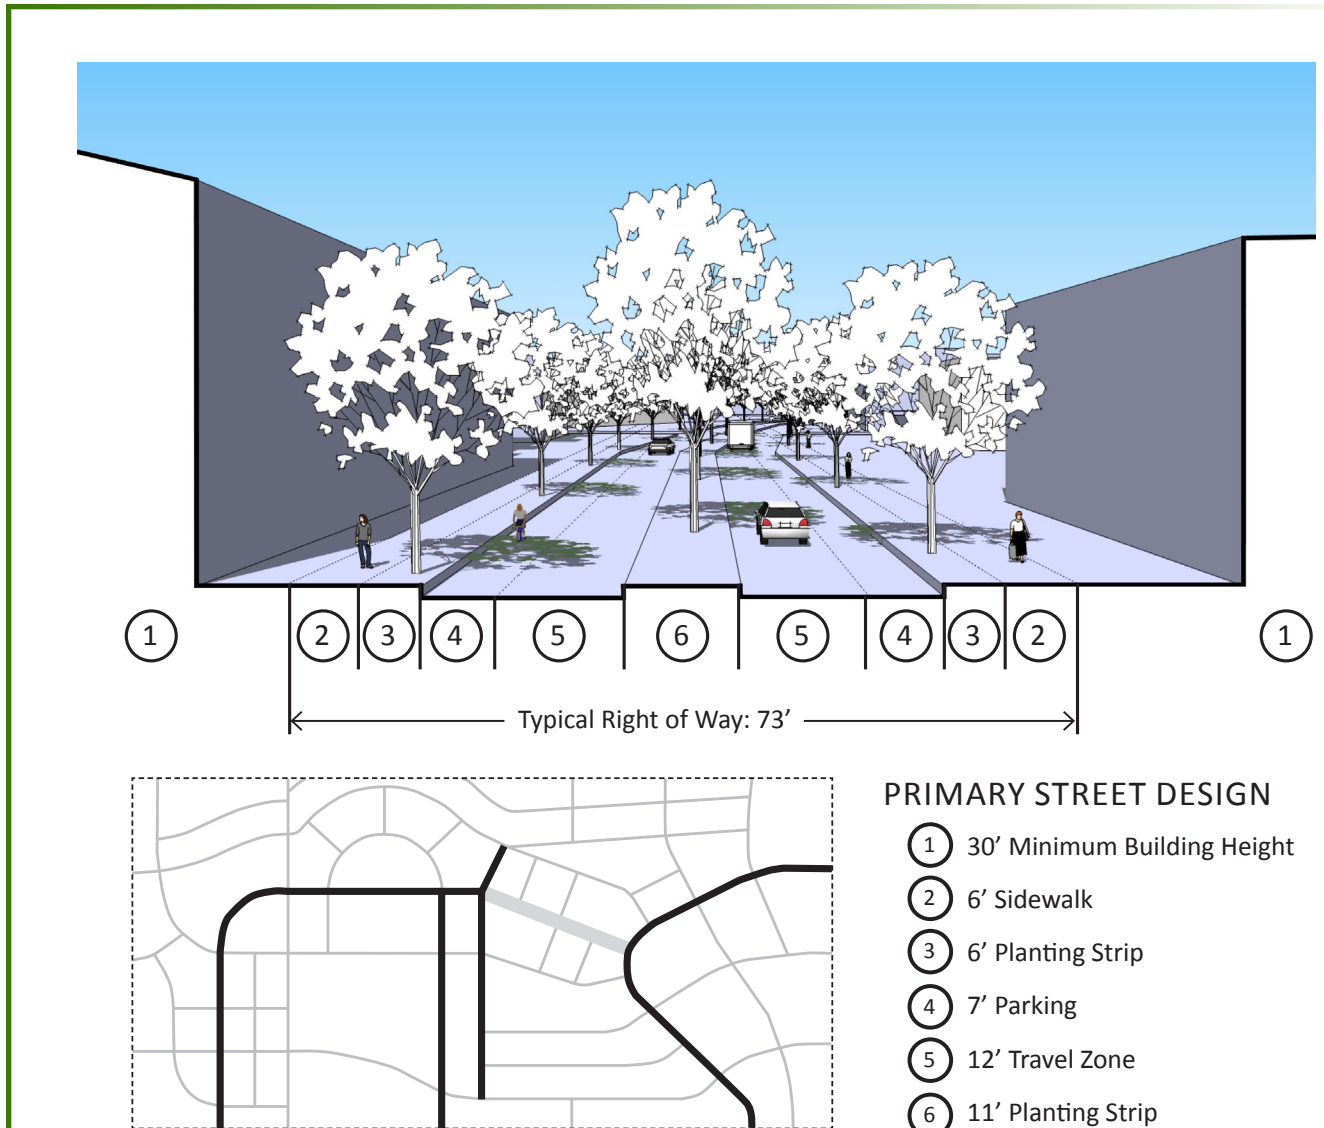 1 2 3 4 5 6 5 4 3 2 1
Typical Right of Way: 73’
PRIMARY STREET DESIGN
1 30’ Minimum Building Height
2 6’ Sidewalk
3 6’ Planting Strip
4 7’ Parking
5 12’ Travel Zone
6 11’ Planting Strip